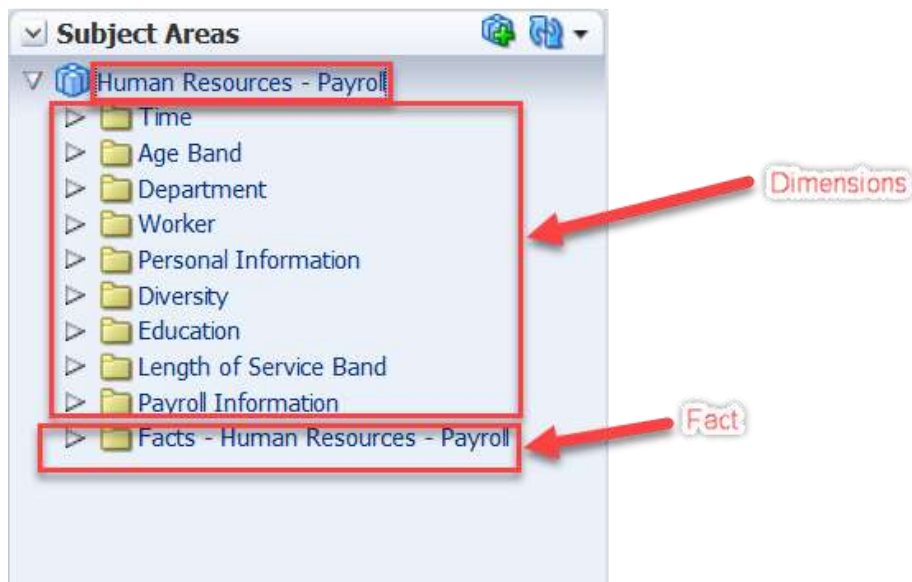 Subject Areas
Human Resources - Payroll
Time
Age Band
Department
Worker
Personal Information
Diversity
Education
Length of Service Band
Payroll Information
Facts - Human Resources - Payroll
Dimensions
Fact